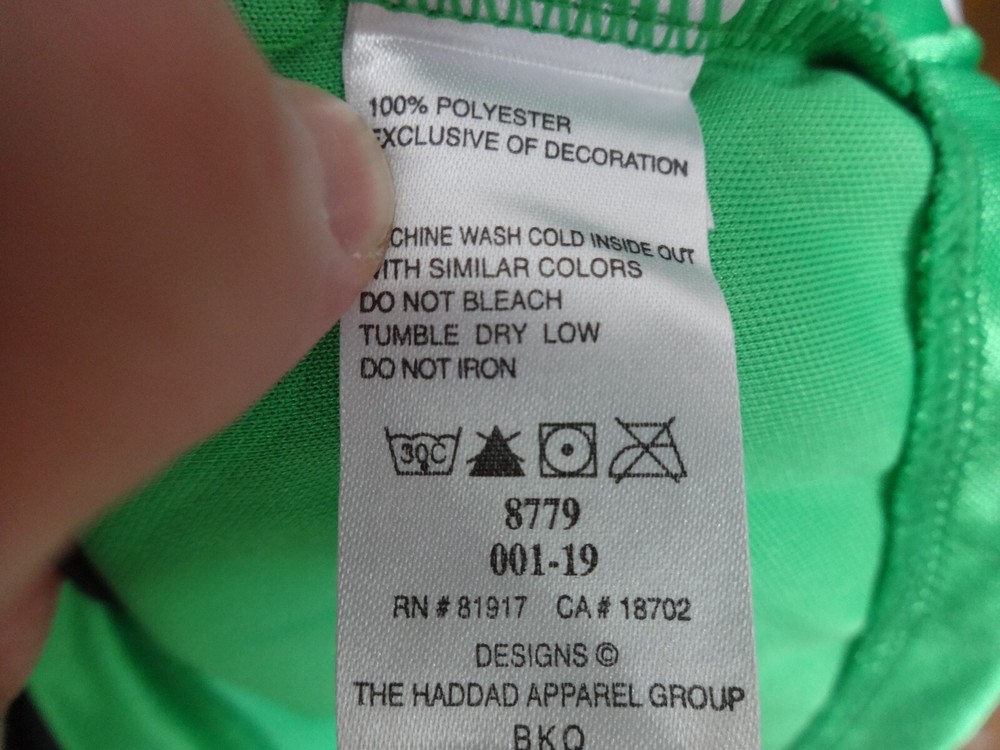 100% POLYESTER
EXCLUSIVE OF DECORATION
CHINE WASH COLD INSIDE OUT
WITH SIMILAR COLORS
DO NOT BLEACH
TUMBLE DRY LOW
DO NOT IRON
30C
8779
001-19
RN # 81917 CA # 18702
DESIGNS ©
THE HADDAD APPAREL GROUP
BKQ